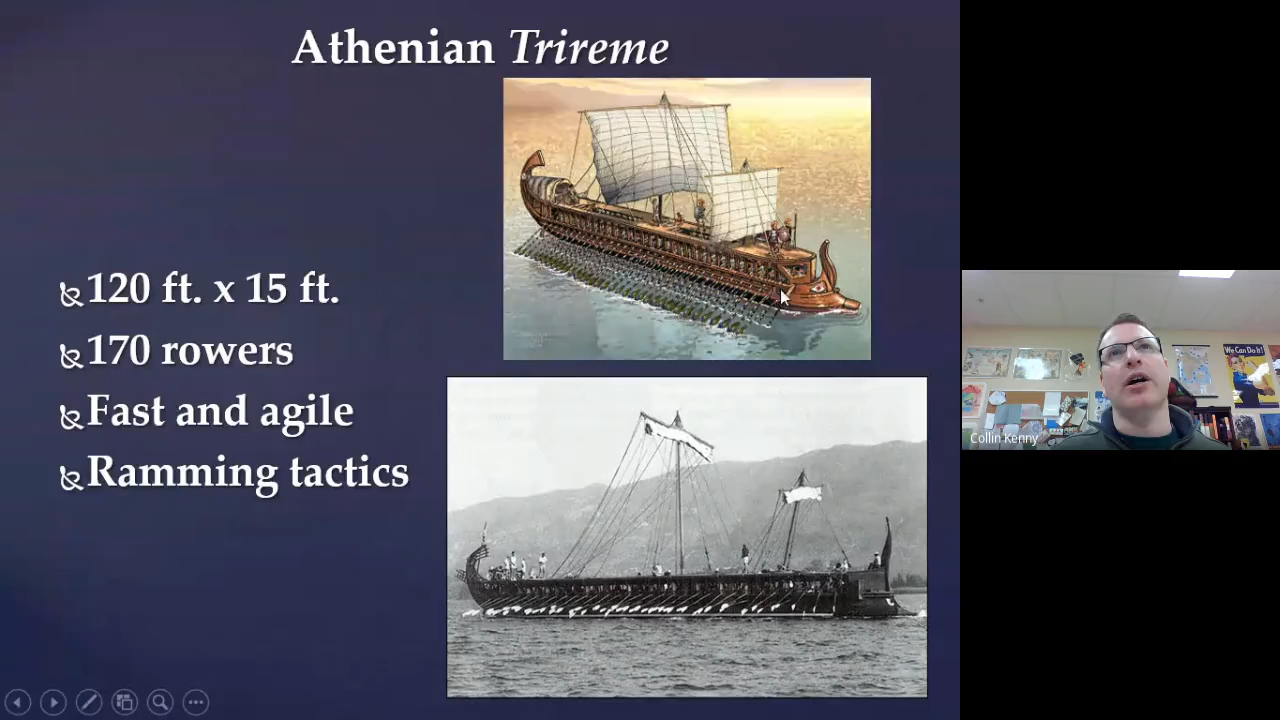 Athenian Trireme
120 ft. x 15 ft.
170 rowers
Fast and agile
Ramming tactics
We Can Do It!
Collin Kenny